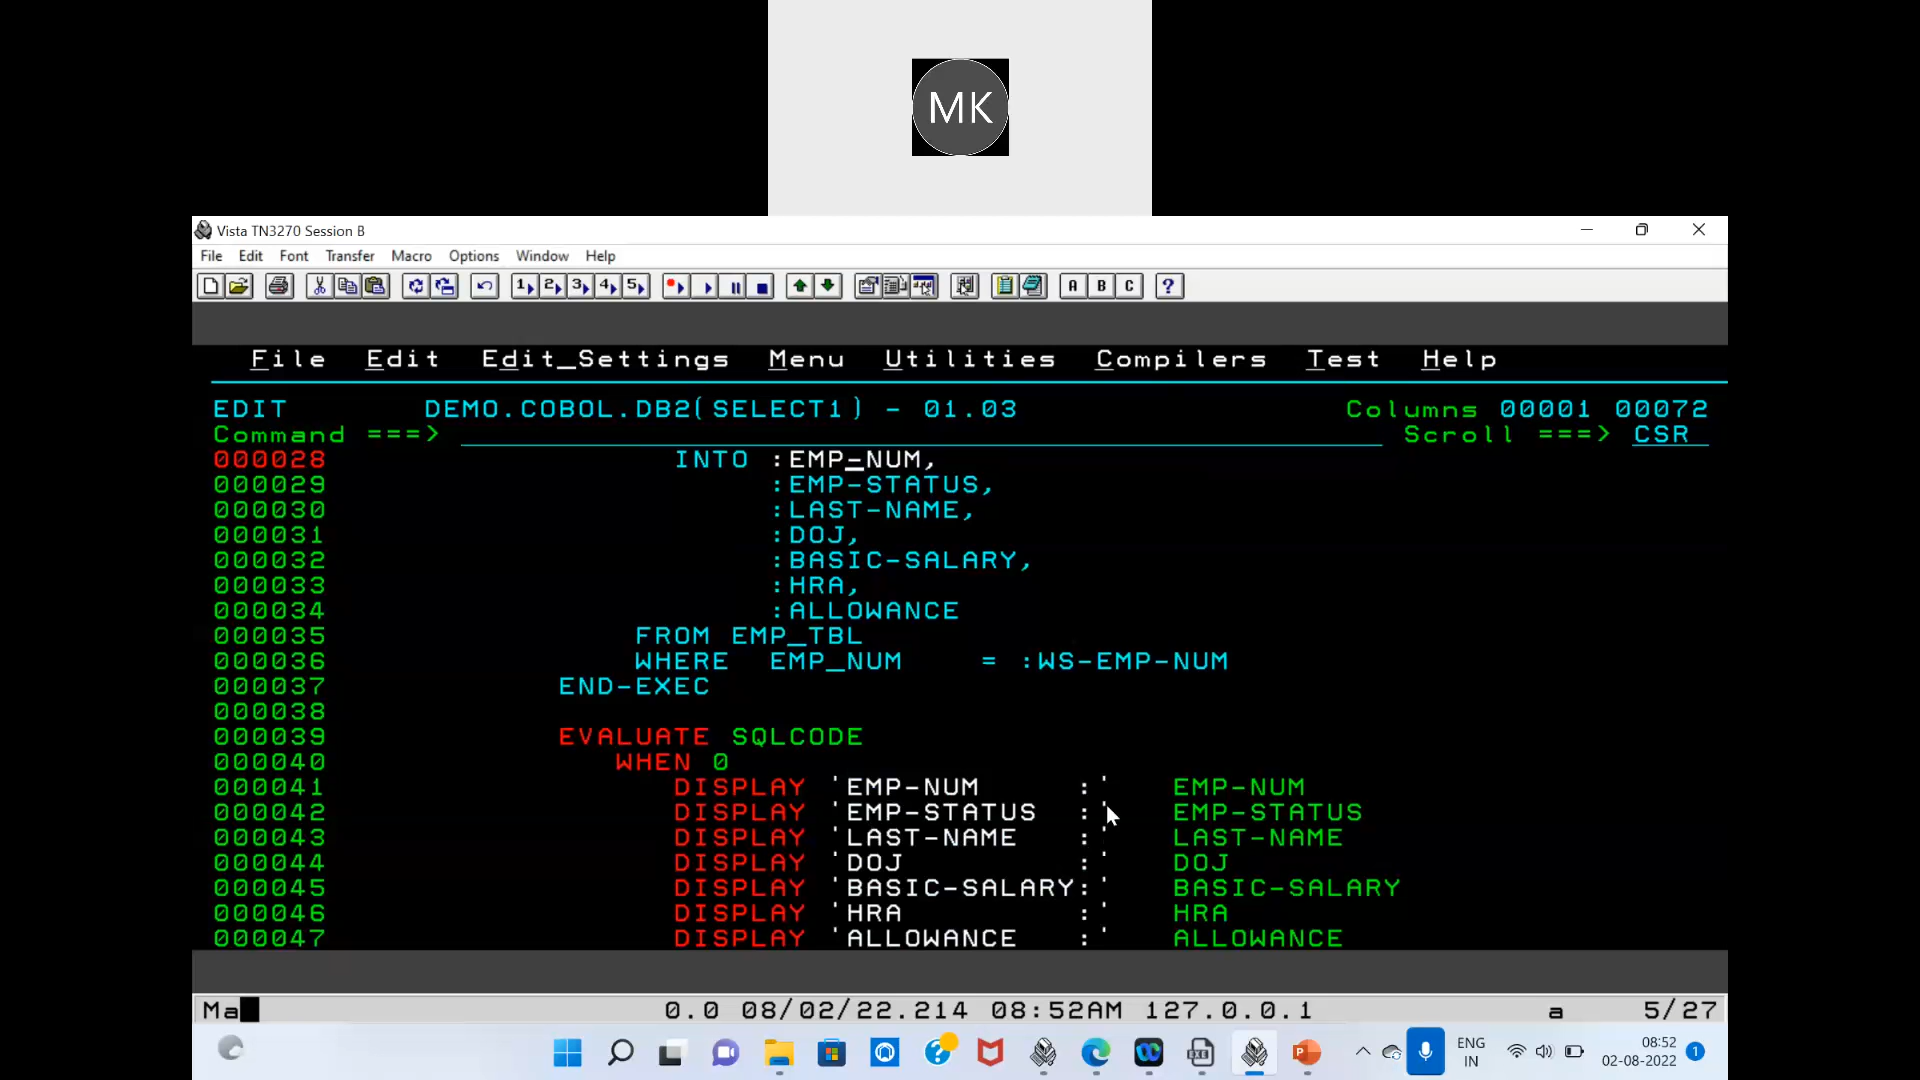 MK
Vista TN3270 Session B
File Edit Font Transfer Macro Options Window Help
1 2 3 4 5 A B C ?
File Edit Edit_Settings Menu Utilities Compilers Test Help
EDIT DEMO.COBOL.DB2(SELECT1) - 01.03 Columns 00001 00072
Command ===> Scroll ===> CSR
000028 INTO :EMP-NUM,
000029 :EMP-STATUS,
000030 :LAST-NAME,
000031 :DOJ,
000032 :BASIC-SALARY,
000033 :HRA,
000034 :ALLOWANCE
000035 FROM EMP_TBL
000036 WHERE EMP_NUM = :WS-EMP-NUM
000037 END-EXEC
000038
000039 EVALUATE SQLCODE
000040 WHEN 0
000041 DISPLAY 'EMP-NUM :' EMP-NUM
000042 DISPLAY 'EMP-STATUS :' EMP-STATUS
000043 DISPLAY 'LAST-NAME :' LAST-NAME
000044 DISPLAY 'DOJ :' DOJ
000045 DISPLAY 'BASIC-SALARY:' BASIC-SALARY
000046 DISPLAY 'HRA :' HRA
000047 DISPLAY 'ALLOWANCE :' ALLOWANCE
Ma 0.0 08/02/22.214 08:52AM 127.0.0.1 a 5/27
ENG 08:52
IN 02-08-2022 1